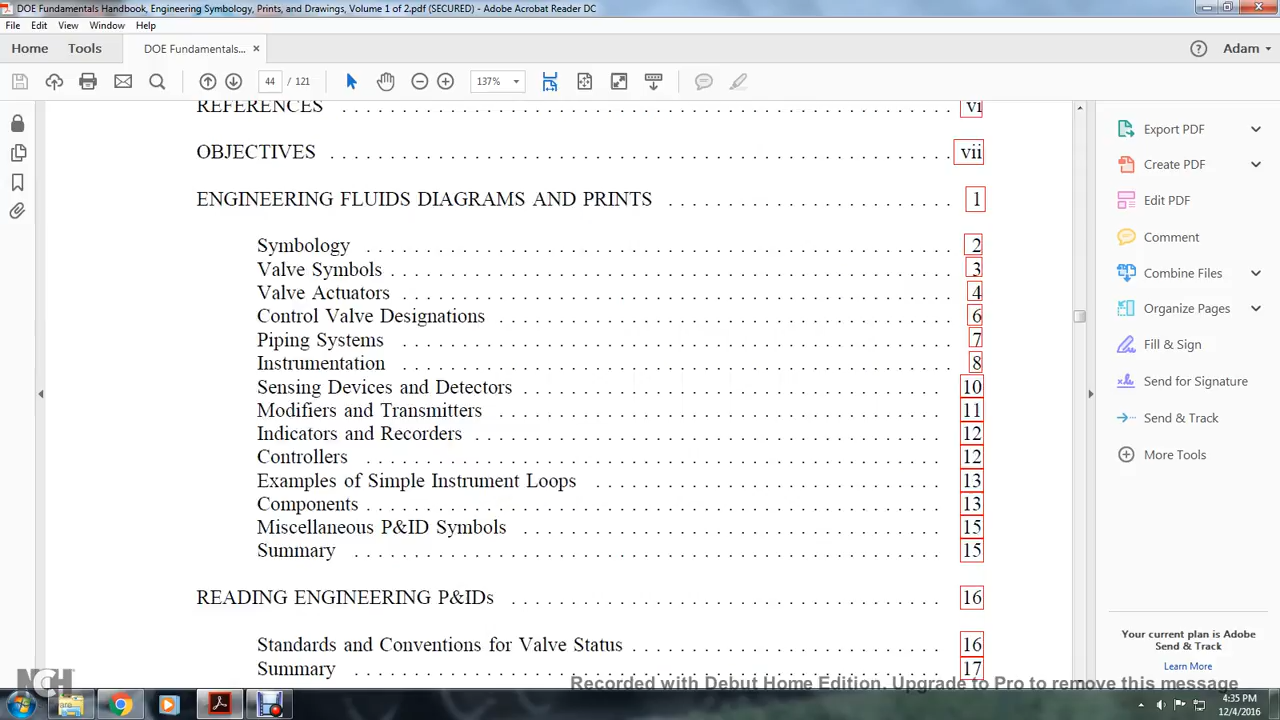 DOE Fundamentals Handbook, Engineering Symbology, Prints, and Drawings, Volume 1 of 2.pdf (SECURED) - Adobe Acrobat Reader DC
File Edit View Window Help
Home Tools DOE Fundamentals... × Adam
44 / 121 137%
REFERENCES . . . . . . . . . . . . . . . . . . . . vi
OBJECTIVES . . . . . . . . . . . . . . . . . . . . vii
ENGINEERING FLUIDS DIAGRAMS AND PRINTS . . . . . . . . . . . . . . . . . . . . 1
Symbology . . . . . . . . . . . . . . . . . . . . 2
Valve Symbols . . . . . . . . . . . . . . . . . . . . 3
Valve Actuators . . . . . . . . . . . . . . . . . . . . 4
Control Valve Designations . . . . . . . . . . . . . . . . . . . . 6
Piping Systems . . . . . . . . . . . . . . . . . . . . 7
Instrumentation . . . . . . . . . . . . . . . . . . . . 8
Sensing Devices and Detectors . . . . . . . . . . . . . . . . . . . . 10
Modifiers and Transmitters . . . . . . . . . . . . . . . . . . . . 11
Indicators and Recorders . . . . . . . . . . . . . . . . . . . . 12
Controllers . . . . . . . . . . . . . . . . . . . . 12
Examples of Simple Instrument Loops . . . . . . . . . . . . . . . . . . . . 13
Components . . . . . . . . . . . . . . . . . . . . 13
Miscellaneous P&ID Symbols . . . . . . . . . . . . . . . . . . . . 15
Summary . . . . . . . . . . . . . . . . . . . . 15
READING ENGINEERING P&IDs . . . . . . . . . . . . . . . . . . . . 16
Standards and Conventions for Valve Status . . . . . . . . . . . . . . . . . . . . 16
Summary . . . . . . . . . . . . . . . . . . . . 17
Export PDF
Create PDF
Edit PDF
Comment
Combine Files
Organize Pages
Fill & Sign
Send for Signature
Send & Track
More Tools
Your current plan is Adobe
Send & Track
Learn More
NCH
Recorded with Debut Home Edition. Upgrade to Pro to remove this message
4:35 PM
12/4/2016